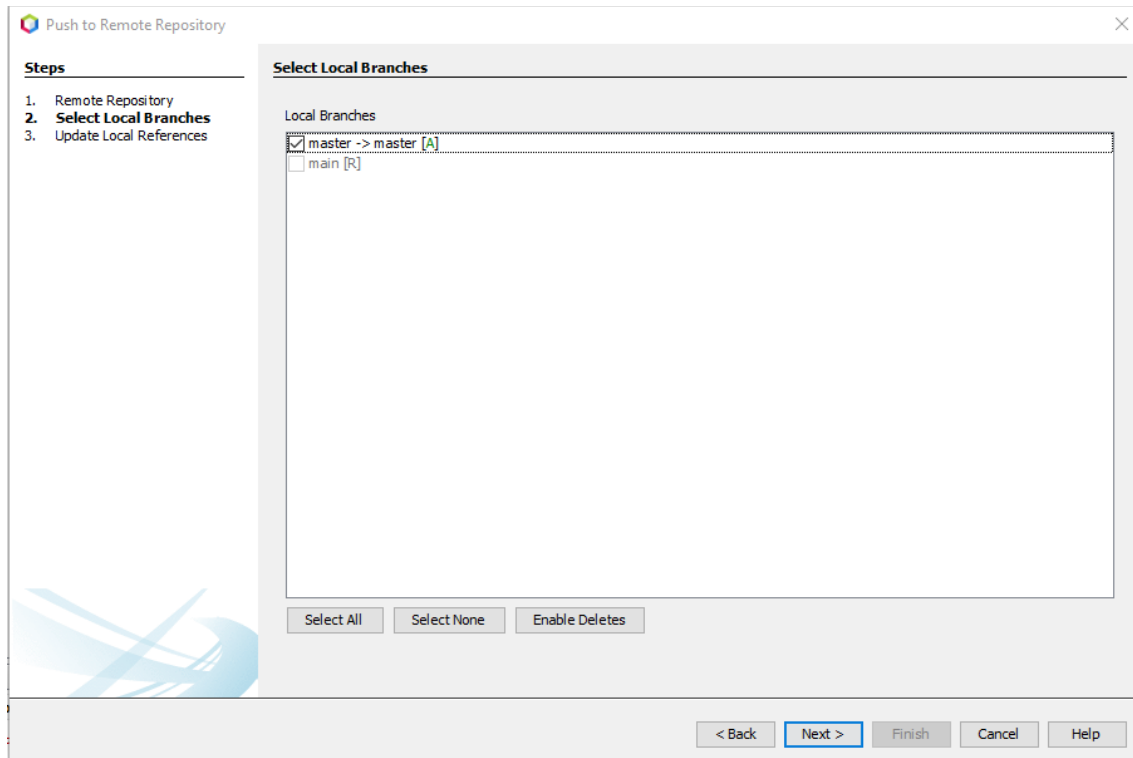 Push to Remote Repository
Steps
1. Remote Repository
2. Select Local Branches
3. Update Local References
Select Local Branches
Local Branches
master -> master [A]
main [R]
Select All
Select None
Enable Deletes
< Back
Next >
Finish
Cancel
Help